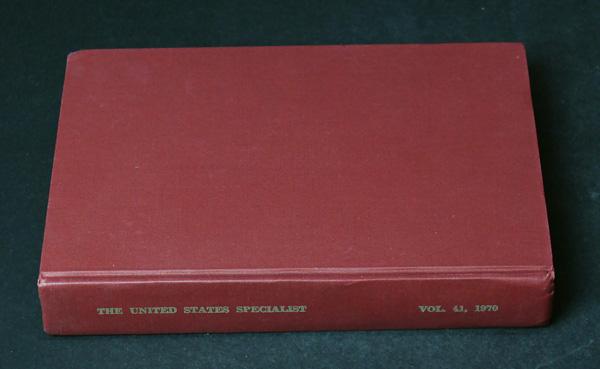 THE UNITED STATES SPECIALIST VOL. 41, 1970